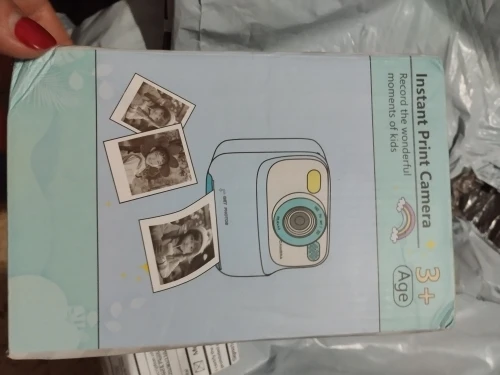 Instant Print Camera
Record the wonderful
moments of kids
3+
Age